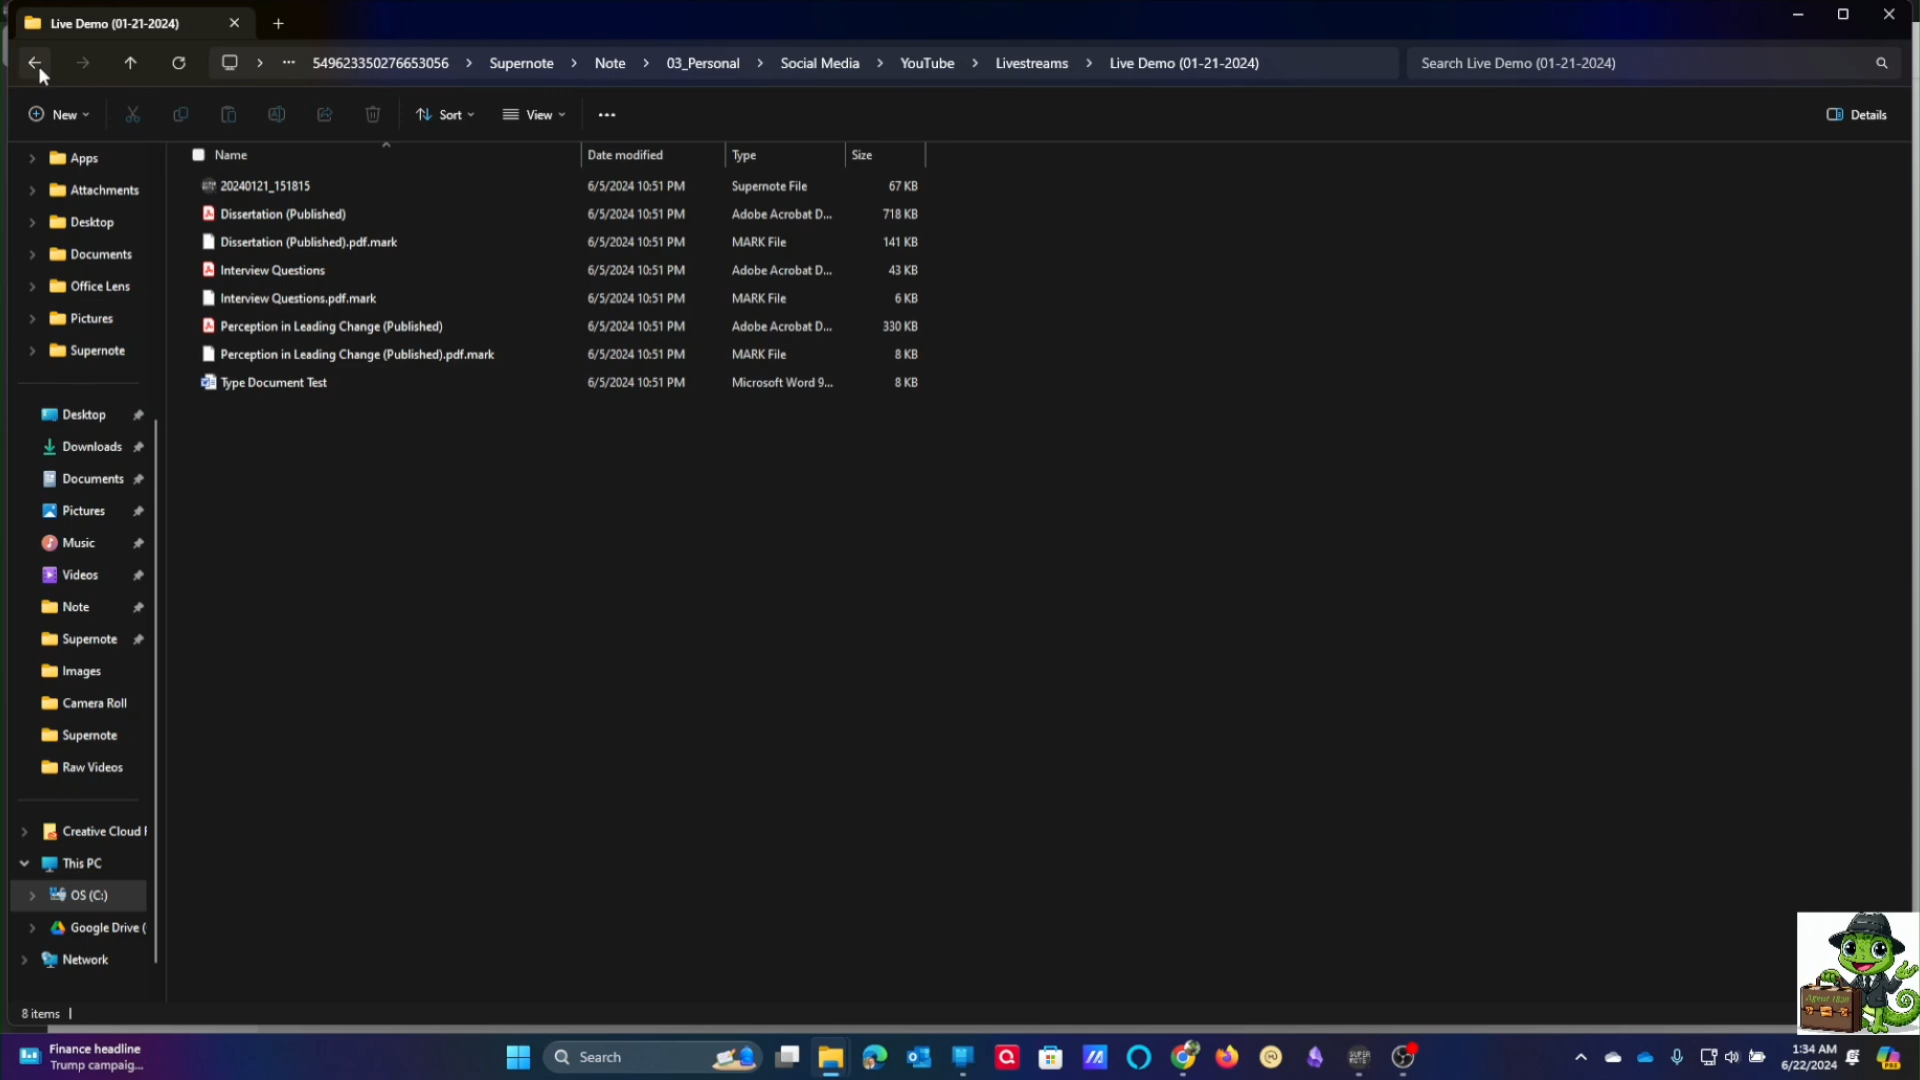 Live Demo (01-21-2024)
549623350276653056 > Supernote > Note > 03_Personal > Social Media > YouTube > Livestreams > Live Demo (01-21-2024)
Search Live Demo (01-21-2024)
New
Sort
View
Details
Name Date modified Type Size
20240121_151815 6/5/2024 10:51 PM Supernote File 67 KB
Dissertation (Published) 6/5/2024 10:51 PM Adobe Acrobat D... 718 KB
Dissertation (Published).pdf.mark 6/5/2024 10:51 PM MARK File 141 KB
Interview Questions 6/5/2024 10:51 PM Adobe Acrobat D... 43 KB
Interview Questions.pdf.mark 6/5/2024 10:51 PM MARK File 6 KB
Perception in Leading Change (Published) 6/5/2024 10:51 PM Adobe Acrobat D... 330 KB
Perception in Leading Change (Published).pdf.mark 6/5/2024 10:51 PM MARK File 8 KB
Type Document Test 6/5/2024 10:51 PM Microsoft Word 9... 8 KB
Apps
Attachments
Desktop
Documents
Office Lens
Pictures
Supernote
Desktop
Downloads
Documents
Pictures
Music
Videos
Note
Supernote
Images
Camera Roll
Supernote
Raw Videos
Creative Cloud F
This PC
OS (C:)
Google Drive (
Network
8 items
Finance headline
Trump campaig...
Search
SUPER
NOTE
1:34 AM
6/22/2024
Agent 1820